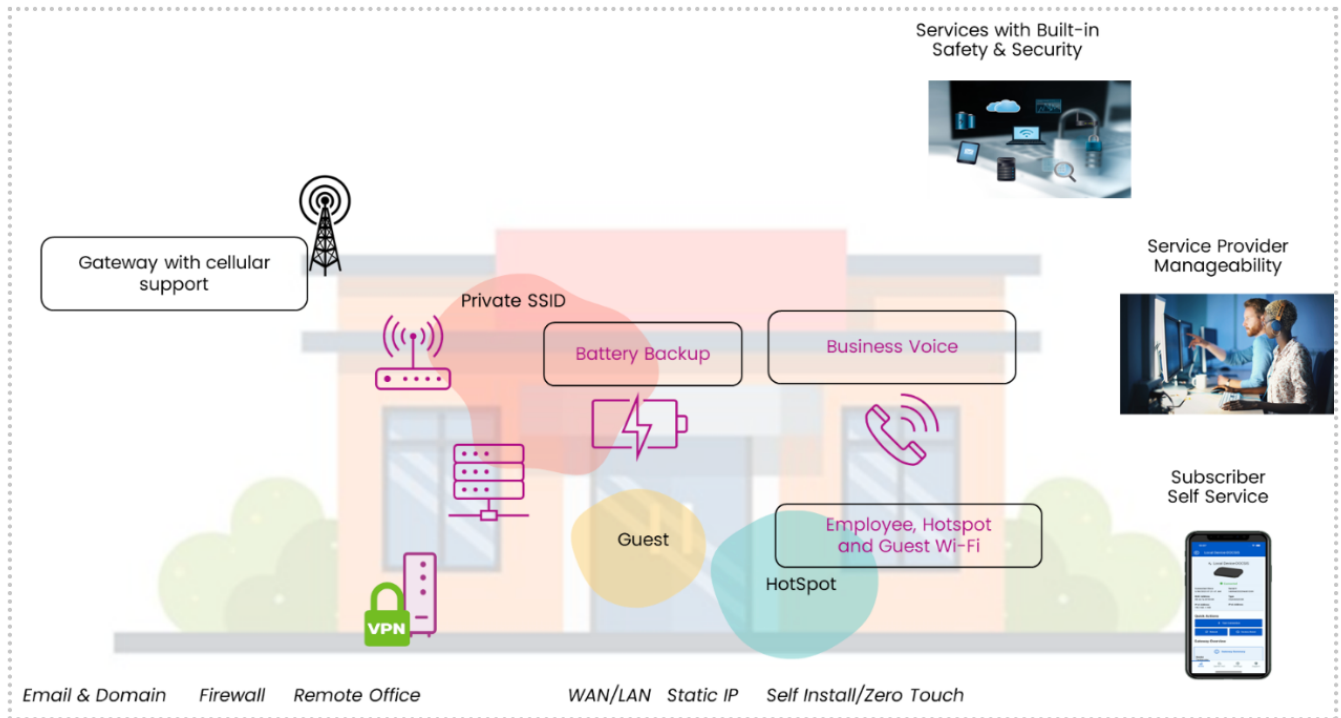 Services with Built-in
Safety & Security
Gateway with cellular
support
Service Provider
Manageability
Private SSID
Battery Backup
Business Voice
Subscriber
Self Service
Guest
Employee, Hotspot
and Guest Wi-Fi
HotSpot
VPN
Email & Domain
Firewall
Remote Office
WAN/LAN
Static IP
Self Install/Zero Touch